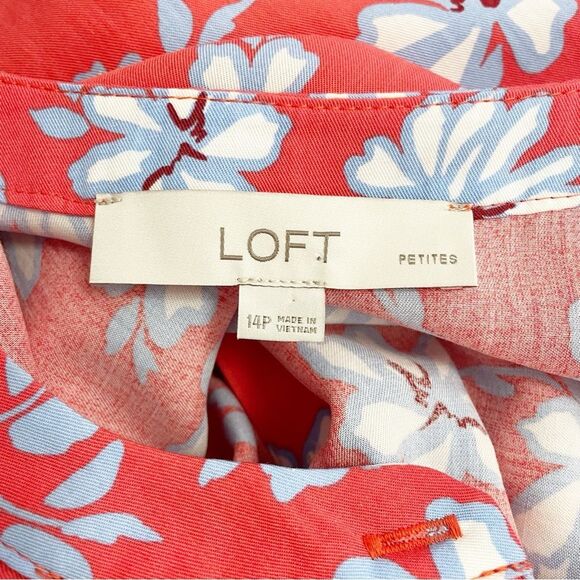 LOFT
PETITES
14P
MADE IN
VIETNAM